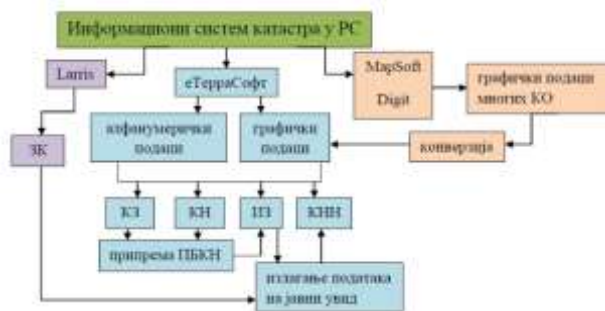 Информациони систем катастра у РС
Larris
еТерраСофт
MapSoft
Digit
графички подаци
многих КО
ЗК
алфанумерички
подаци
графички
подаци
конверзија
КЗ
КН
ИЗ
КНН
припрема ПБКН
излагање података
на јавни увид